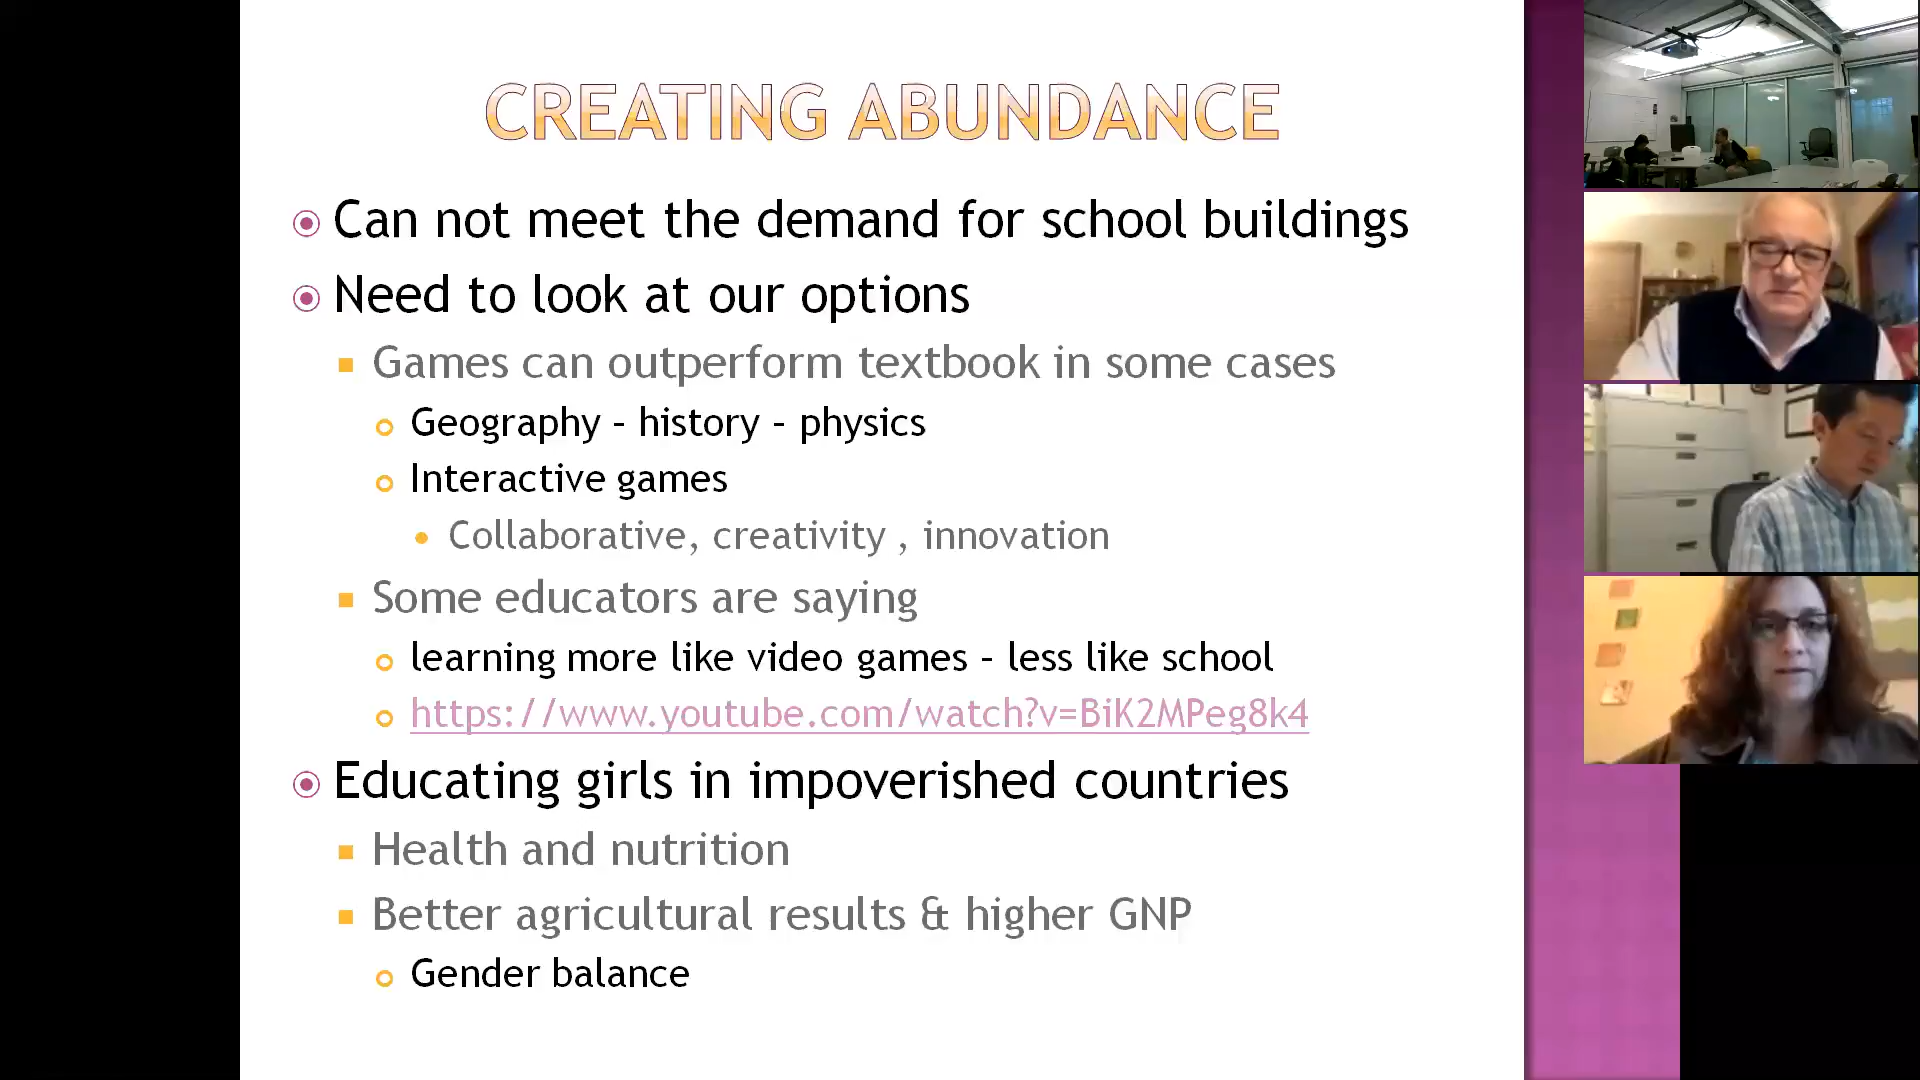 CREATING ABUNDANCE
Can not meet the demand for school buildings
Need to look at our options
Games can outperform textbook in some cases
Geography – history – physics
Interactive games
Collaborative, creativity , innovation
Some educators are saying
learning more like video games – less like school
https://www.youtube.com/watch?v=BiK2MPeg8k4
Educating girls in impoverished countries
Health and nutrition
Better agricultural results & higher GNP
Gender balance